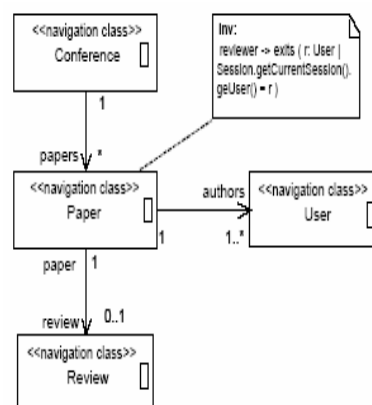 <<navigation class>>
Conference
Inv:
reviewer -> exits ( r: User |
Session.getCurrentSession().
geUser() = r )
1
papers
*
<<navigation class>>
Paper
authors
<<navigation class>>
User
1
1..*
paper
1
review
0..1
<<navigation class>>
Review